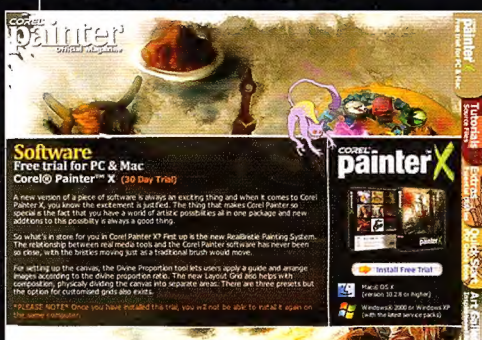 COREL
painter
Official Magazine
Software
Free trial for PC & Mac
Corel® Painter™ X (30 Day Trial)
A new version of a piece of software is always an exciting thing and when it comes to Corel
Painter X, you know the excitement is justified. The thing that makes Corel Painter so
special is the fact that you have a world of artistic possibilities all in one package and new
additions to this possibility is always a good thing.
So what's in store for you in Corel Painter X? First up is the new RealBristle Painting System.
The relationship between real media tools and the Corel Painter software has never been
so close, with the bristles moving just as a traditional brush would move.
For setting up the canvas, the Divine Proportion tool lets users apply a guide and arrange
images according to the divine proportion ratio. The new Layout Grid also helps with
composition, physically dividing the canvas into separate areas. There are three presets but
the option for customised grids also exists.
*PLEASE NOTE* Once you have installed this trial, you will not be able to install it again on
the same computer.
COREL
painter X
painter X
Install Free Trial
Mac® OS X
(version 10.2.8 or higher)
Windows® 2000 or Windows XP
(with the latest service packs)
painter X
Free trial for PC & Mac
Tutorials
Source Files
Extras
Quick Start
Art